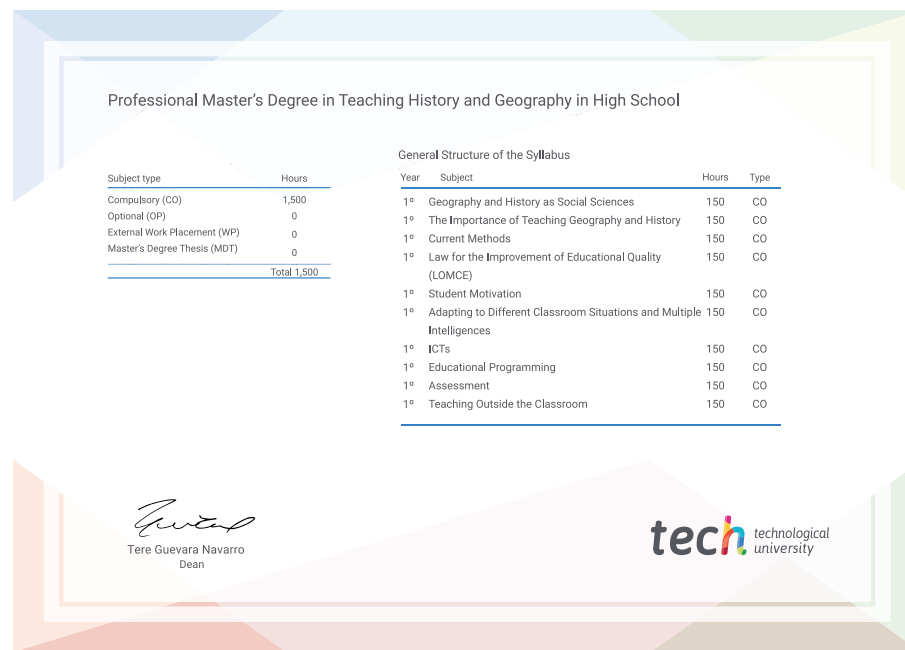 Professional Master's Degree in Teaching History and Geography in High School
Subject type Hours
Compulsory (CO) 1,500
Optional (OP) 0
External Work Placement (WP) 0
Master's Degree Thesis (MDT) 0
Total 1,500
General Structure of the Syllabus
Year Subject Hours Type
1º Geography and History as Social Sciences 150 CO
1º The Importance of Teaching Geography and History 150 CO
1º Current Methods 150 CO
1º Law for the Improvement of Educational Quality 150 CO
(LOMCE)
1º Student Motivation 150 CO
1º Adapting to Different Classroom Situations and Multiple 150 CO
Intelligences
1º ICTs 150 CO
1º Educational Programming 150 CO
1º Assessment 150 CO
1º Teaching Outside the Classroom 150 CO
Tere Guevara Navarro
Dean
tech technological
university